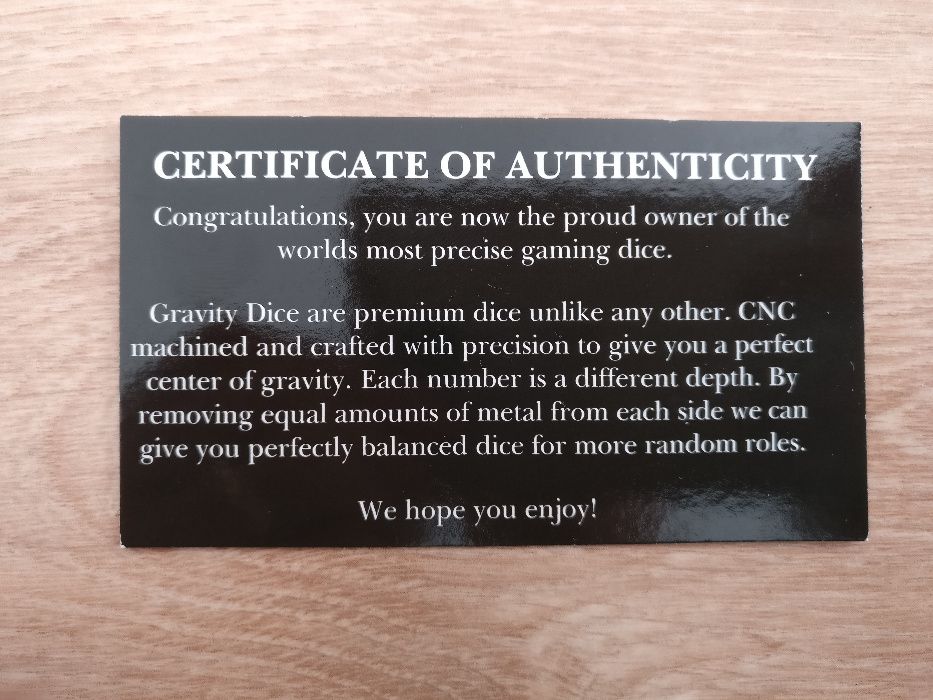 CERTIFICATE OF AUTHENTICITY
Congratulations, you are now the proud owner of the
worlds most precise gaming dice.
Gravity Dice are premium dice unlike any other. CNC
machined and crafted with precision to give you a perfect
center of gravity. Each number is a different depth. By
removing equal amounts of metal from each side we can
give you perfectly balanced dice for more random roles.
We hope you enjoy!